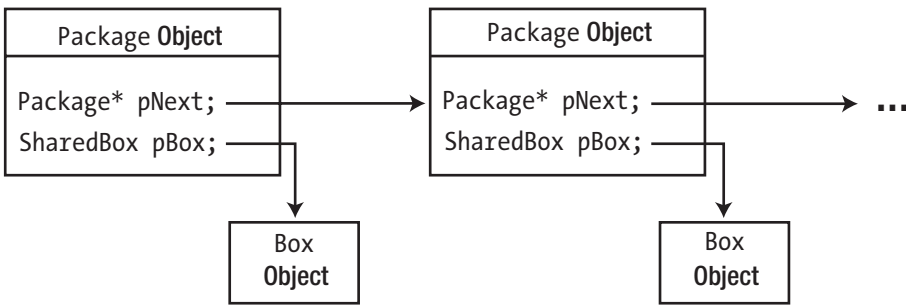 Package Object
Package* pNext;
SharedBox pBox;
Box
Object
Package Object
Package* pNext;
SharedBox pBox;
Box
Object
...